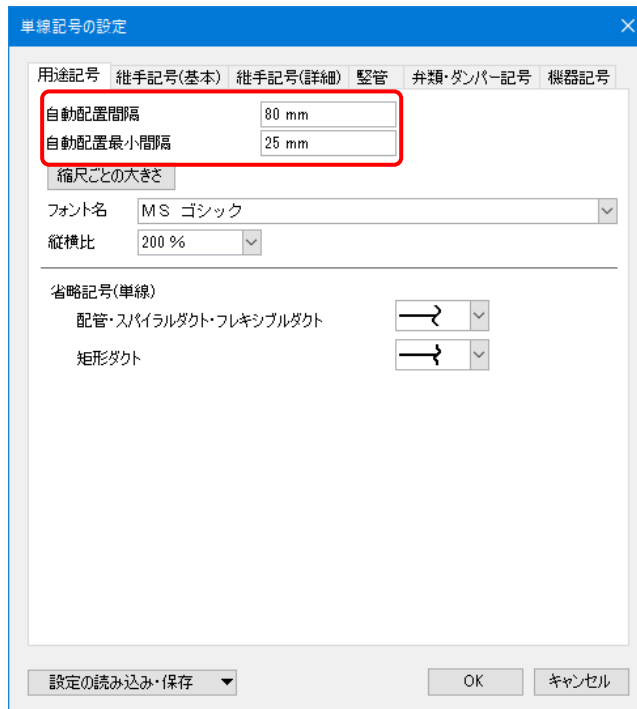 単線記号の設定
用途記号 継手記号(基本) 継手記号(詳細) 竪管 弁類・ダンパー記号 機器記号
自動配置間隔 80 mm
自動配置最小間隔 25 mm
縮尺ごとの大きさ
フォント名 MS ゴシック
縦横比 200 %
省略記号(単線)
配管・スパイラルダクト・フレキシブルダクト
矩形ダクト
設定の読み込み・保存 OK キャンセル